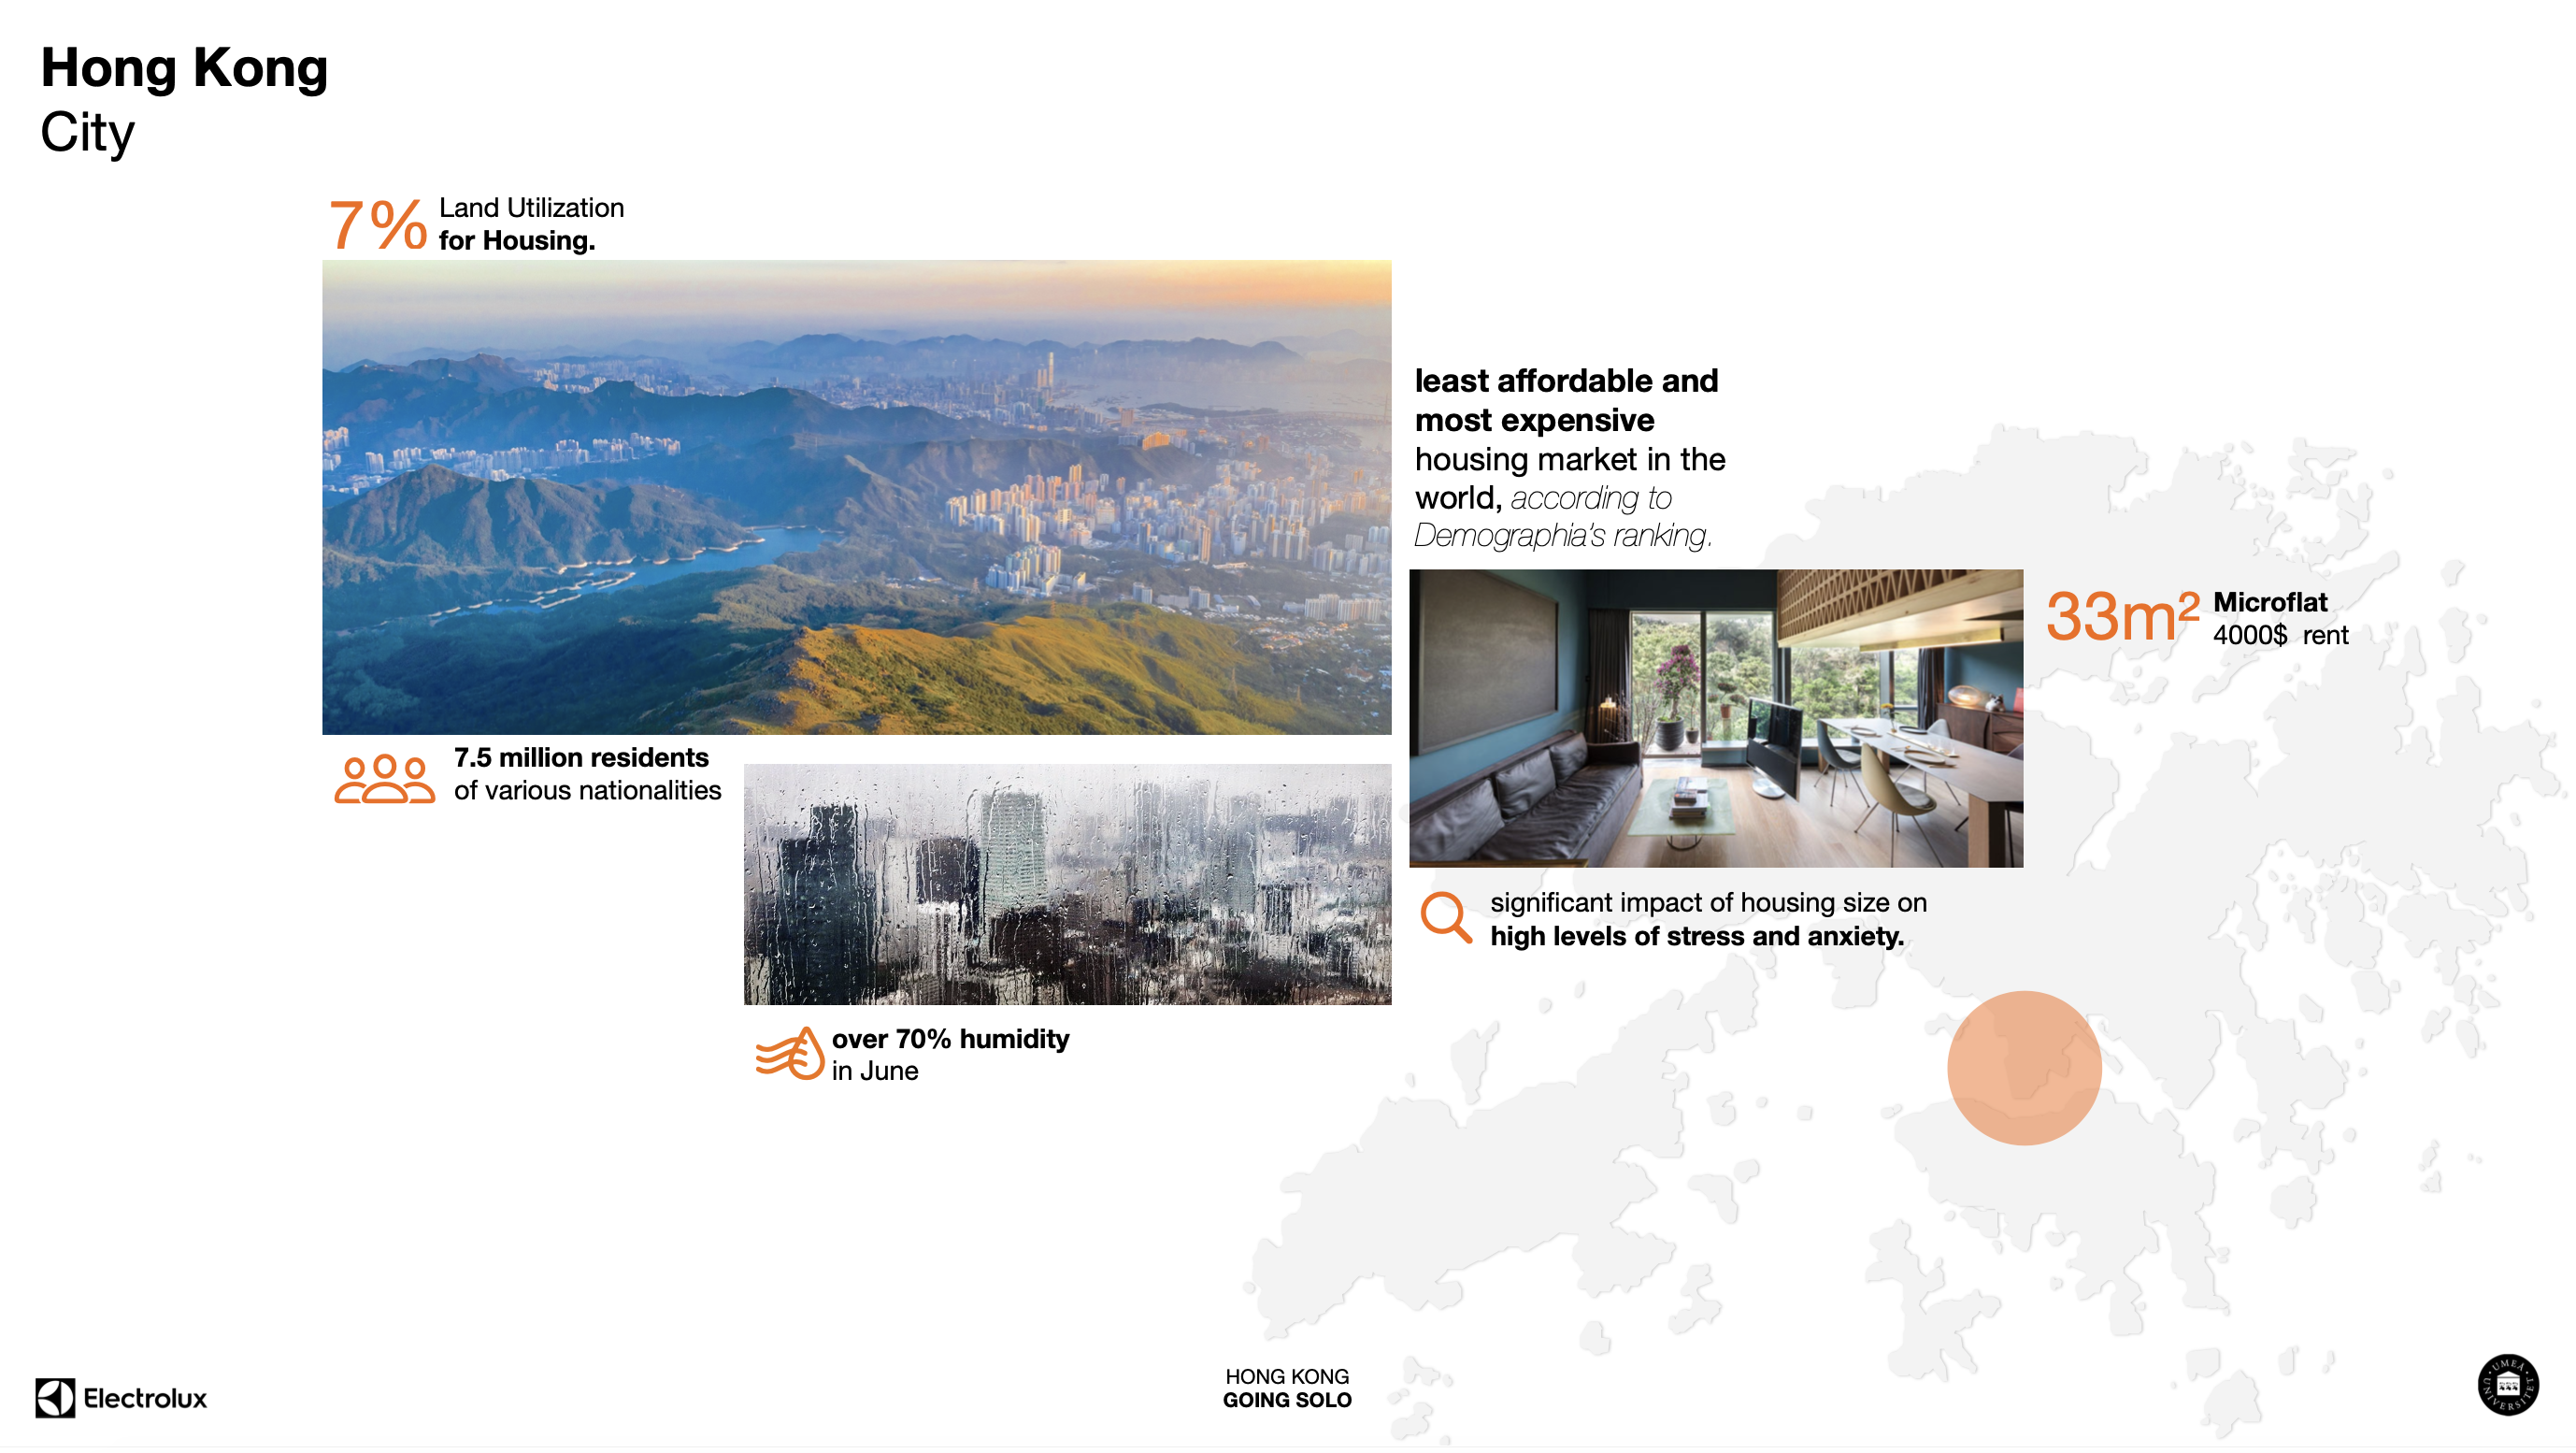 Hong Kong
City
7%
Land Utilization
for Housing.
least affordable and
most expensive
housing market in the
world, according to
Demographia's ranking.
33m²
Microflat
4000$ rent
7.5 million residents
of various nationalities
significant impact of housing size on
high levels of stress and anxiety.
over 70% humidity
in June
Electrolux
HONG KONG
GOING SOLO
UMEÅ
UNIVERSITET